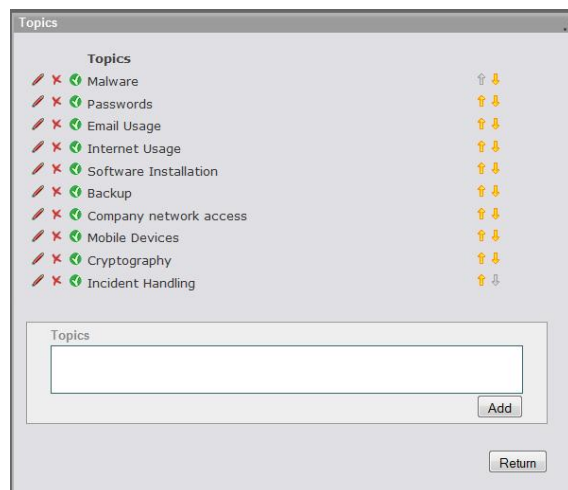 Topics
Topics
Malware
Passwords
Email Usage
Internet Usage
Software Installation
Backup
Company network access
Mobile Devices
Cryptography
Incident Handling
Topics
Add
Return